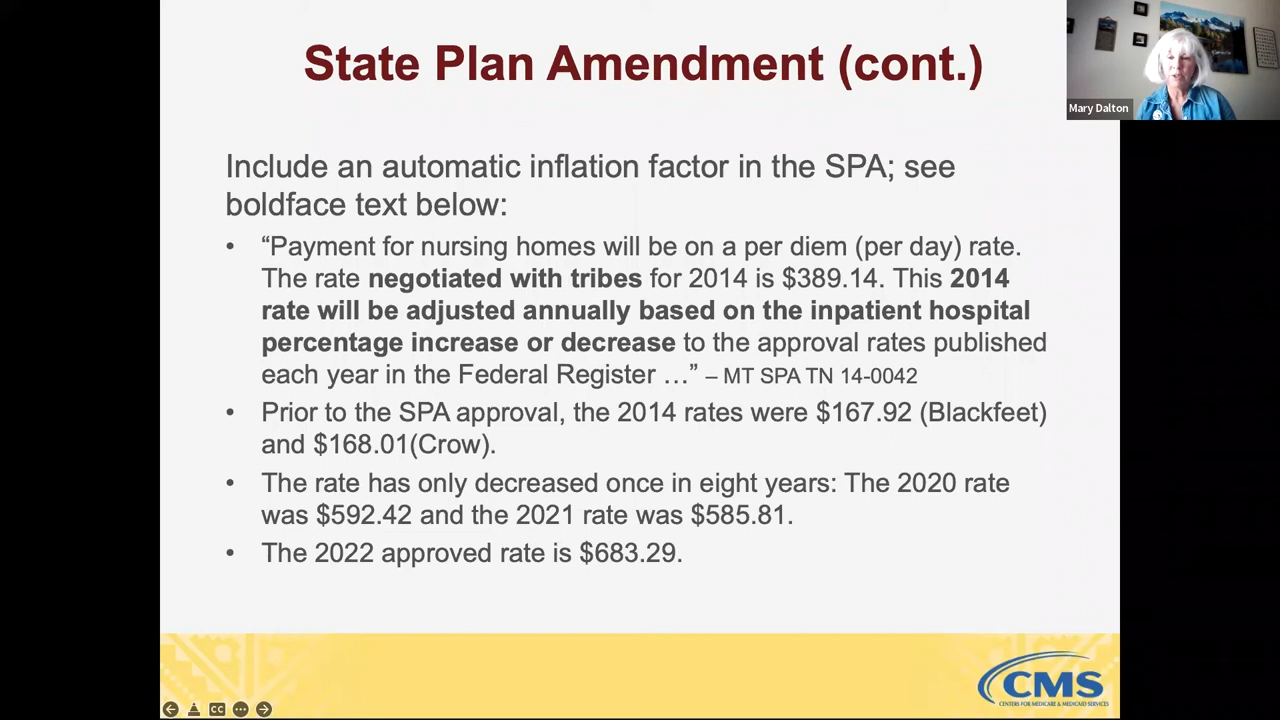 State Plan Amendment (cont.)
Mary Dalton
Include an automatic inflation factor in the SPA; see
boldface text below:
• “Payment for nursing homes will be on a per diem (per day) rate.
The rate negotiated with tribes for 2014 is $389.14. This 2014
rate will be adjusted annually based on the inpatient hospital
percentage increase or decrease to the approval rates published
each year in the Federal Register …” – MT SPA TN 14-0042
• Prior to the SPA approval, the 2014 rates were $167.92 (Blackfeet)
and $168.01(Crow).
• The rate has only decreased once in eight years: The 2020 rate
was $592.42 and the 2021 rate was $585.81.
• The 2022 approved rate is $683.29.
CMS
CENTERS FOR MEDICARE & MEDICAID SERVICES
CC